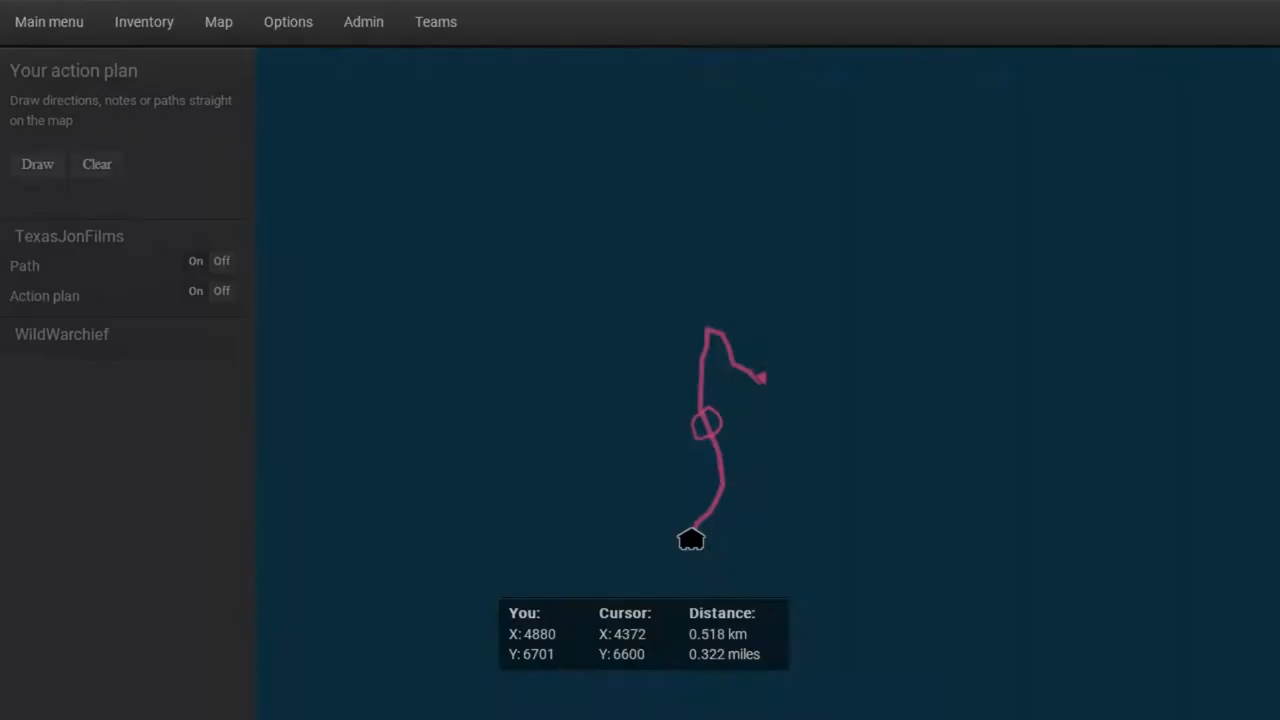 Main menu Inventory Map Options Admin Teams
Your action plan
Draw directions, notes or paths straight
on the map
Draw Clear
TexasJonFilms
Path On Off
Action plan On Off
WildWarchief
You: Cursor: Distance:
X: 4880 X: 4372 0.518 km
Y: 6701 Y: 6600 0.322 miles